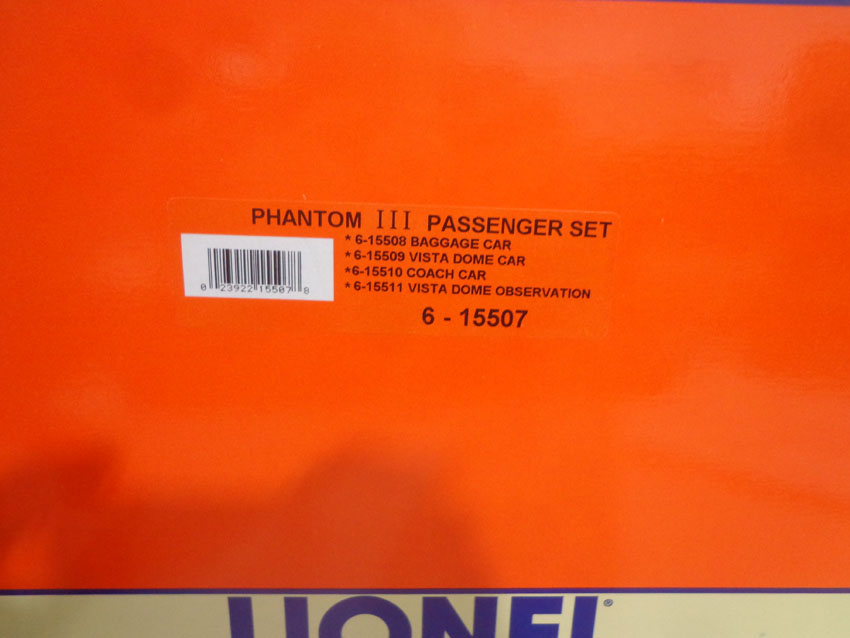 PHANTOM III PASSENGER SET
* 6-15508 BAGGAGE CAR
* 6-15509 VISTA DOME CAR
*6-15510 COACH CAR
* 6-15511 VISTA DOME OBSERVATION
0 23922 15507 8
6 - 15507
LIONEL®